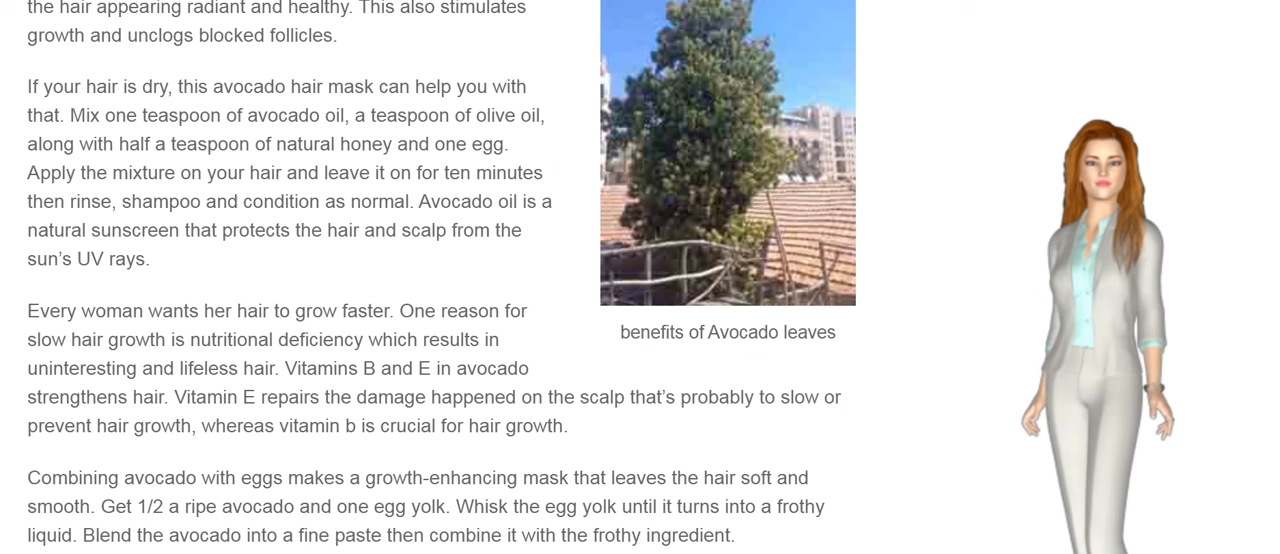 the hair appearing radiant and healthy. This also stimulates
growth and unclogs blocked follicles.
If your hair is dry, this avocado hair mask can help you with
that. Mix one teaspoon of avocado oil, a teaspoon of olive oil,
along with half a teaspoon of natural honey and one egg.
Apply the mixture on your hair and leave it on for ten minutes
then rinse, shampoo and condition as normal. Avocado oil is a
natural sunscreen that protects the hair and scalp from the
sun’s UV rays.
benefits of Avocado leaves
Every woman wants her hair to grow faster. One reason for
slow hair growth is nutritional deficiency which results in
uninteresting and lifeless hair. Vitamins B and E in avocado
strengthens hair. Vitamin E repairs the damage happened on the scalp that’s probably to slow or
prevent hair growth, whereas vitamin b is crucial for hair growth.
Combining avocado with eggs makes a growth-enhancing mask that leaves the hair soft and
smooth. Get 1/2 a ripe avocado and one egg yolk. Whisk the egg yolk until it turns into a frothy
liquid. Blend the avocado into a fine paste then combine it with the frothy ingredient.